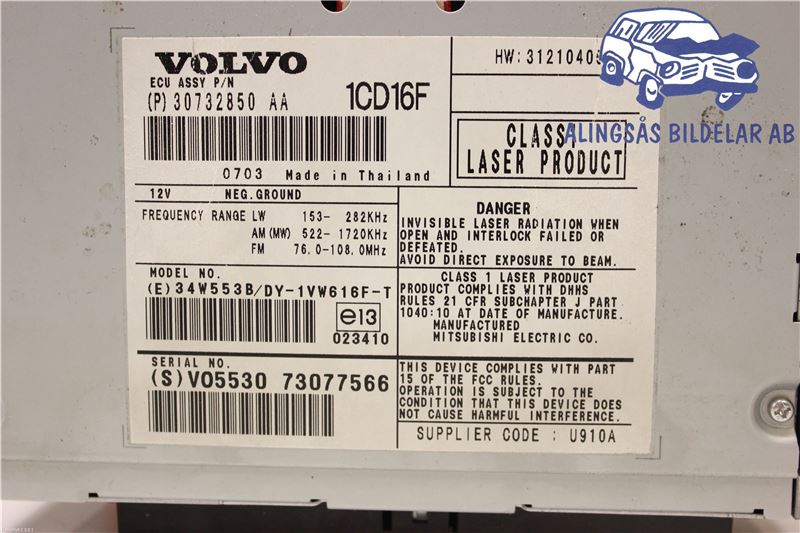 VOLVO
ECU ASSY P/N
(P) 30732850 AA
1CD16F
0703 Made in Thailand
HW: 3121040
ALINGSÅS BILDELAR AB
CLASS 1
LASER PRODUCT
12V NEG. GROUND
FREQUENCY RANGE LW 153- 282KHz
AM (MW) 522- 1720KHz
FM 76.0-108.0MHz
DANGER
INVISIBLE LASER RADIATION WHEN
OPEN AND INTERLOCK FAILED OR
DEFEATED.
AVOID DIRECT EXPOSURE TO BEAM.
MODEL NO.
(E) 34W553B/DY-1VW616F-T
e13
023410
CLASS 1 LASER PRODUCT
PRODUCT COMPLIES WITH DHHS
RULES 21 CFR SUBCHAPTER J PART
1040:10 AT DATE OF MANUFACTURE.
MANUFACTURED
MITSUBISHI ELECTRIC CO.
SERIAL NO.
(S) VO5530 73077566
THIS DEVICE COMPLIES WITH PART
15 OF THE FCC RULES.
OPERATION IS SUBJECT TO THE
CONDITION THAT THIS DEVICE DOES
NOT CAUSE HARMFUL INTERFERENCE.
SUPPLIER CODE : U910A